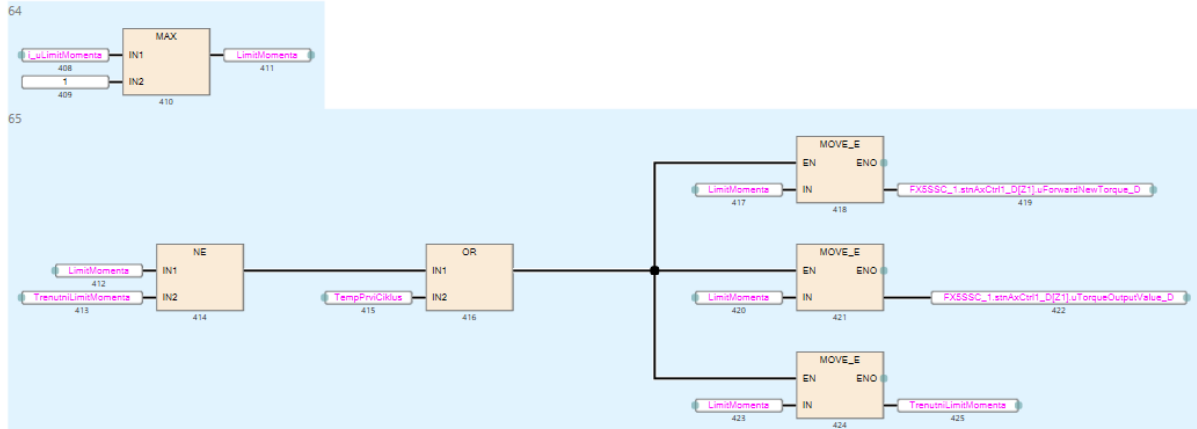 64
MAX
i_uLimitMomenta IN1 LimitMomenta
408 411
1 IN2
409 410
65
MOVE_E
EN ENO
LimitMomenta IN FX5SSC_1.stnAxCtrl1_D[Z1].uForwardNewTorque_D
417 418 419
NE OR MOVE_E
LimitMomenta IN1 IN1 EN ENO
412
TrenutniLimitMomenta IN2 TempPrviCiklus IN2 LimitMomenta IN FX5SSC_1.stnAxCtrl1_D[Z1].uTorqueOutputValue_D
413 414 415 416 420 421 422
MOVE_E
EN ENO
LimitMomenta IN TrenutniLimitMomenta
423 424 425